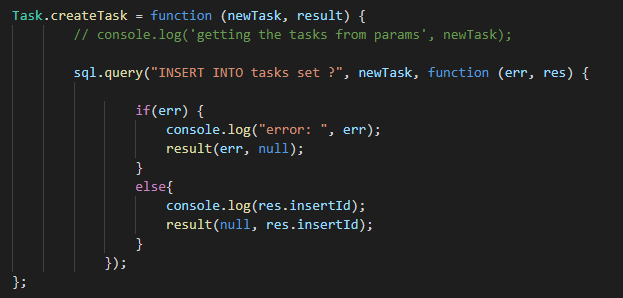 Task.createTask = function (newTask, result) {
// console.log('getting the tasks from params', newTask);
sql.query("INSERT INTO tasks set ?", newTask, function (err, res) {
if(err) {
console.log("error: ", err);
result(err, null);
}
else{
console.log(res.insertId);
result(null, res.insertId);
}
});
};